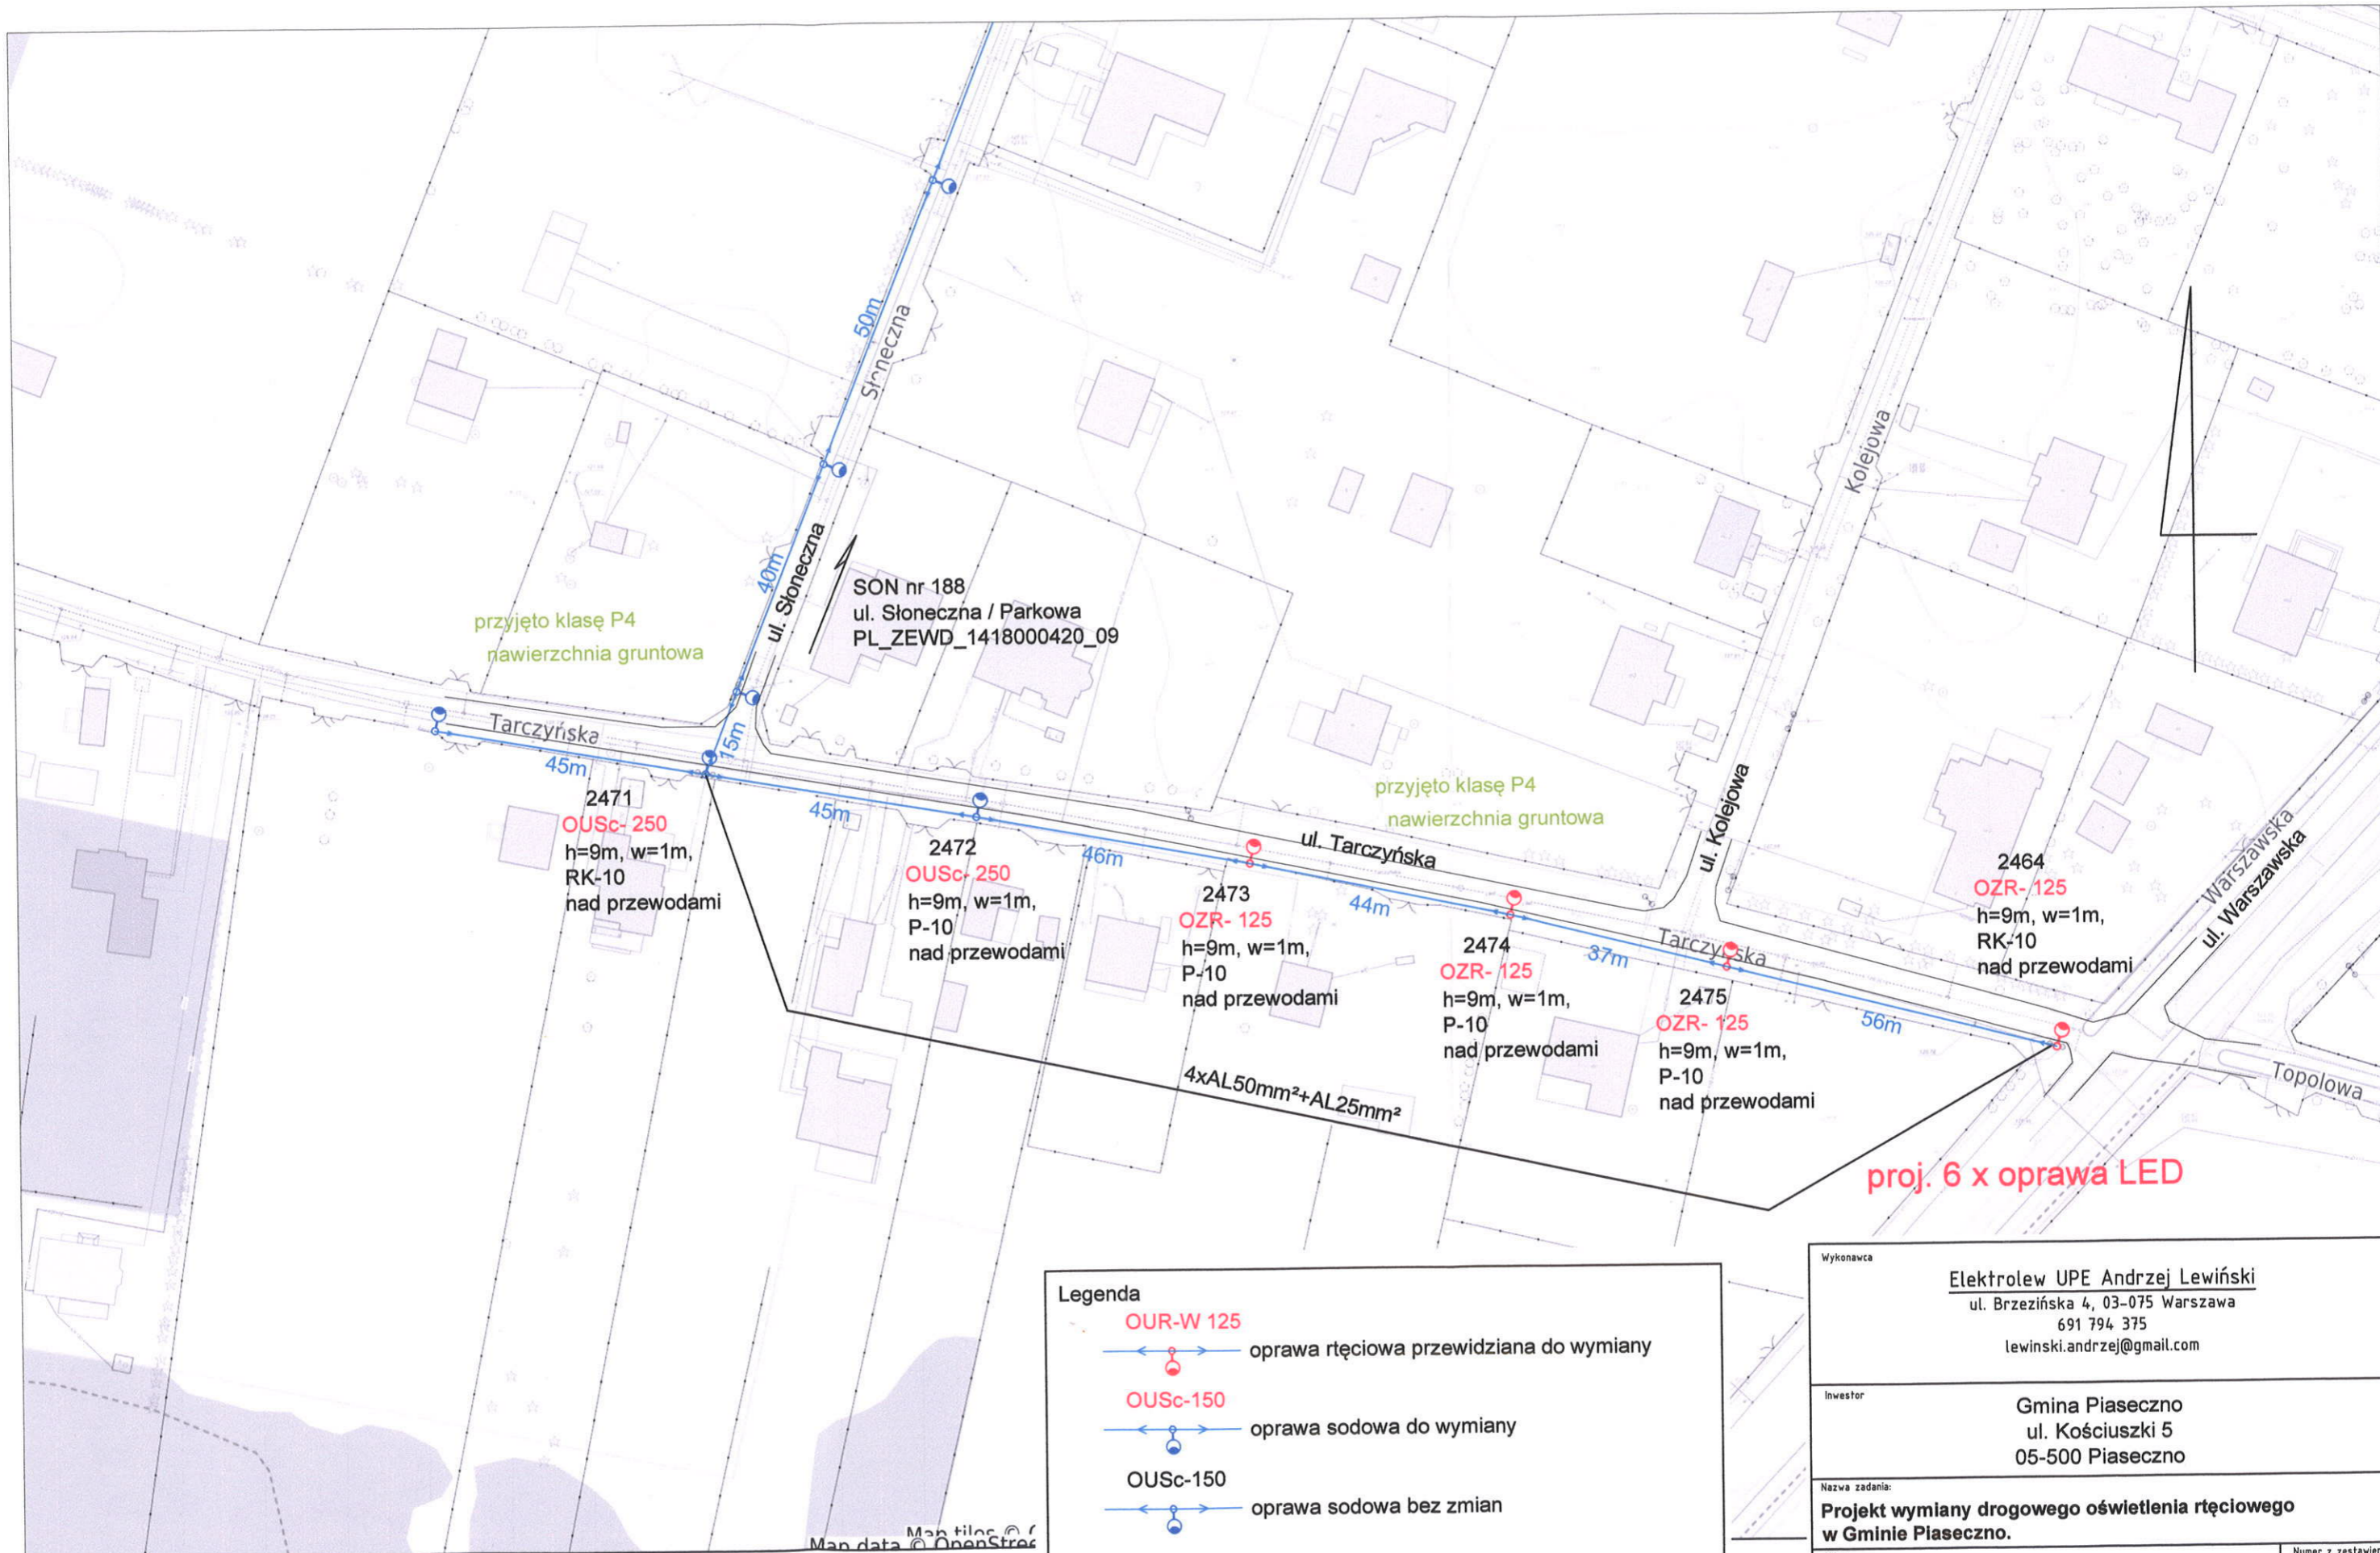 50m
Słoneczna
40m
ul. Słoneczna
SON nr 188
ul. Słoneczna / Parkowa
PL_ZEWD_1418000420_09
przyjęto klasę P4
nawierzchnia gruntowa
Kolejowa
Tarczyńska
45m
15m
2471
OUSc- 250
h=9m, w=1m,
RK-10
nad przewodami
45m
2472
OUSc- 250
h=9m, w=1m,
P-10
nad przewodami
46m
2473
OZR- 125
h=9m, w=1m,
P-10
nad przewodami
ul. Tarczyńska
przyjęto klasę P4
nawierzchnia gruntowa
44m
2474
OZR- 125
h=9m, w=1m,
P-10
nad przewodami
37m
ul. Kolejowa
Tarczyńska
2475
OZR- 125
h=9m, w=1m,
P-10
nad przewodami
56m
2464
OZR- 125
h=9m, w=1m,
RK-10
nad przewodami
Warszawska
ul. Warszawska
Topolowa
4xAL50mm²+AL25mm²
proj. 6 x oprawa LED
Legenda
OUR-W 125
oprawa rtęciowa przewidziana do wymiany
OUSc-150
oprawa sodowa do wymiany
OUSc-150
oprawa sodowa bez zmian
Map tiles ©
Map data © OpenStree
Wykonawca
Elektrolew UPE Andrzej Lewiński
ul. Brzezińska 4, 03-075 Warszawa
691 794 375
lewinski.andrzej@gmail.com
Inwestor
Gmina Piaseczno
ul. Kościuszki 5
05-500 Piaseczno
Nazwa zadania:
Projekt wymiany drogowego oświetlenia rtęciowego
w Gminie Piaseczno.
Numer z zestawie